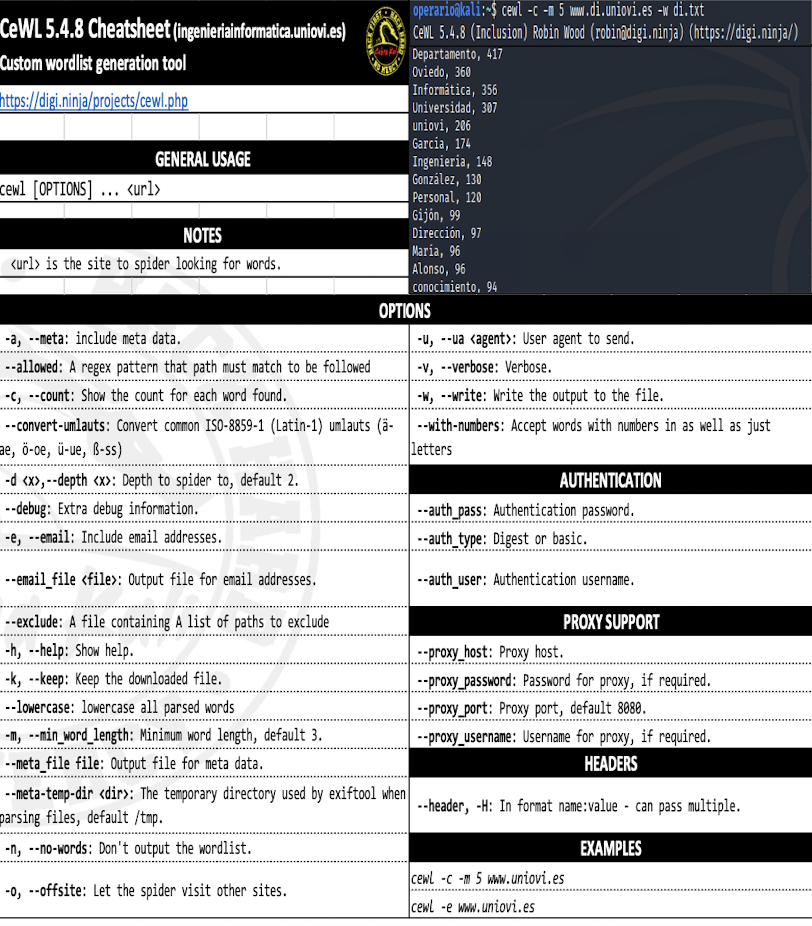 CeWL 5.4.8 Cheatsheet (ingenieriainformatica.uniovi.es)
Custom wordlist generation tool
https://digi.ninja/projects/cewl.php
GENERAL USAGE
cewl [OPTIONS] ... <url>
NOTES
<url> is the site to spider looking for words.
operario@kali:~$ cewl -c -m 5 www.di.uniovi.es -w di.txt
CeWL 5.4.8 (Inclusion) Robin Wood (robin@digi.ninja) (https://digi.ninja/)
Departamento, 417
Oviedo, 360
Informática, 356
Universidad, 307
uniovi, 206
García, 174
Ingeniería, 148
González, 130
Personal, 120
Gijón, 99
Dirección, 97
María, 96
Alonso, 96
conocimiento, 94
OPTIONS
-a, --meta: include meta data.
--allowed: A regex pattern that path must match to be followed
-c, --count: Show the count for each word found.
--convert-umlauts: Convert common ISO-8859-1 (Latin-1) umlauts (ä-
ae, ö-oe, ü-ue, ß-ss)
-d <x>,--depth <x>: Depth to spider to, default 2.
--debug: Extra debug information.
-e, --email: Include email addresses.
--email_file <file>: Output file for email addresses.
--exclude: A file containing A list of paths to exclude
-h, --help: Show help.
-k, --keep: Keep the downloaded file.
--lowercase: lowercase all parsed words
-m, --min_word_length: Minimum word length, default 3.
--meta_file file: Output file for meta data.
--meta-temp-dir <dir>: The temporary directory used by exiftool when
parsing files, default /tmp.
-n, --no-words: Don't output the wordlist.
-o, --offsite: Let the spider visit other sites.
-u, --ua <agent>: User agent to send.
-v, --verbose: Verbose.
-w, --write: Write the output to the file.
--with-numbers: Accept words with numbers in as well as just
letters
AUTHENTICATION
--auth_pass: Authentication password.
--auth_type: Digest or basic.
--auth_user: Authentication username.
PROXY SUPPORT
--proxy_host: Proxy host.
--proxy_password: Password for proxy, if required.
--proxy_port: Proxy port, default 8080.
--proxy_username: Username for proxy, if required.
HEADERS
--header, -H: In format name:value - can pass multiple.
EXAMPLES
cewl -c -m 5 www.uniovi.es
cewl -e www.uniovi.es